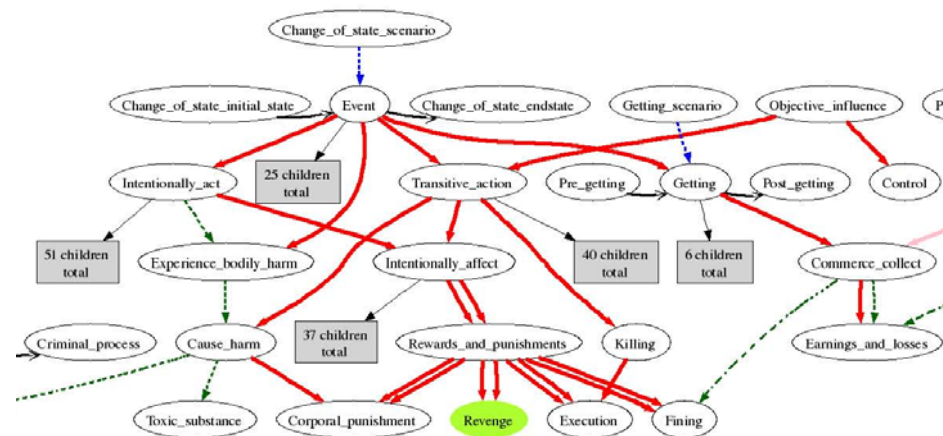 Change_of_state_scenario
Change_of_state_initial_state
Event
Change_of_state_endstate
Getting_scenario
Objective_influence
P
Intentionally_act
25 children
total
Transitive_action
Pre_getting
Getting
Post_getting
Control
51 children
total
Experience_bodily_harm
Intentionally_affect
40 children
total
6 children
total
Commerce_collect
Criminal_process
Cause_harm
37 children
total
Rewards_and_punishments
Killing
Earnings_and_losses
Toxic_substance
Corporal_punishment
Revenge
Execution
Fining